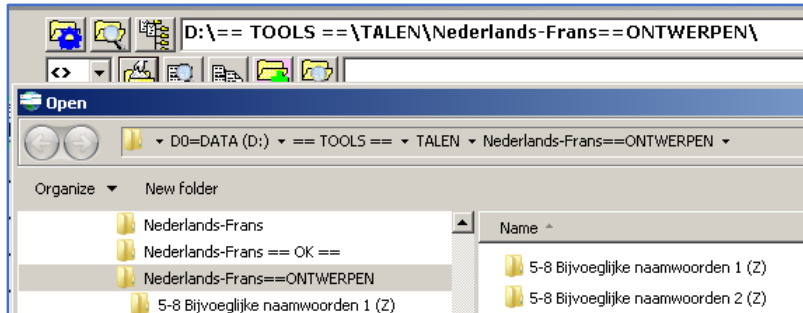 D:\== TOOLS ==\TALEN\Nederlands-Frans==ONTWERPEN\
<>
Open
D0=DATA (D:) == TOOLS == TALEN Nederlands-Frans==ONTWERPEN
Organize New folder
Nederlands-Frans
Name
Nederlands-Frans == OK ==
Nederlands-Frans==ONTWERPEN
5-8 Bijvoeglijke naamwoorden 1 (Z)
5-8 Bijvoeglijke naamwoorden 1 (Z)
5-8 Bijvoeglijke naamwoorden 2 (Z)